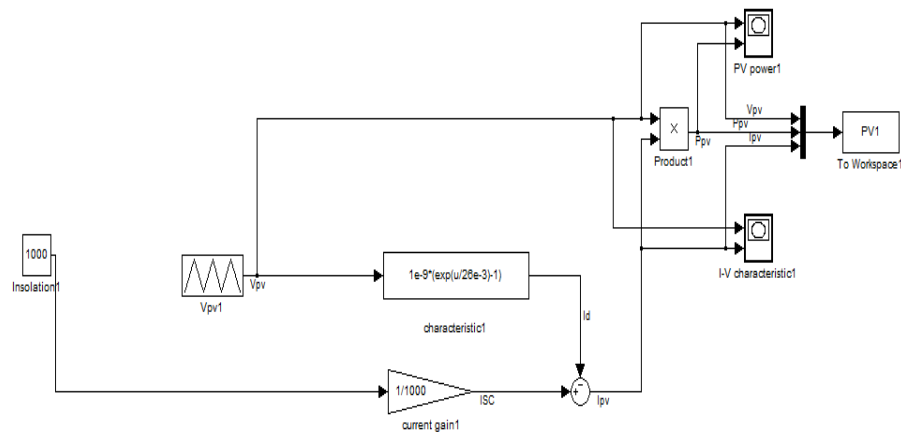 PV power1
Vpv
Ppv
Ipv
PV1
To Workspace1
X
Ppv
Product1
1000
Insolation1
Vpv
Vpv1
1e-9*(exp(u/26e-3)-1)
characteristic1
I-V characteristic1
Id
1/1000
ISC
current gain1
+
−
Ipv